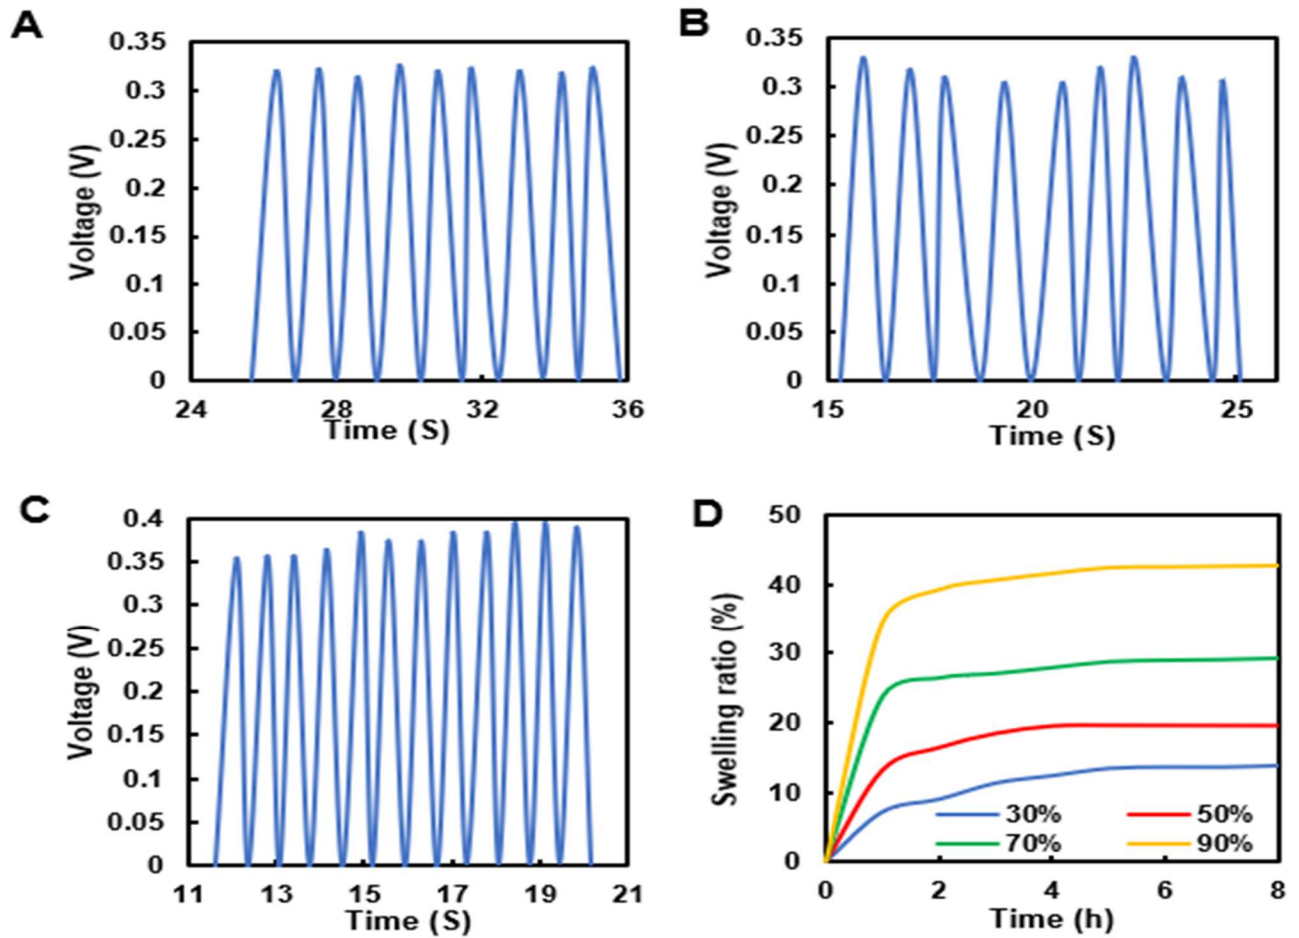 A
0.35
0.3
0.25
0.2
0.15
0.1
0.05
0
Voltage (V)
24 28 32 36
Time (S)
B
0.35
0.3
0.25
0.2
0.15
0.1
0.05
0
Voltage (V)
15 20 25
Time (S)
C
0.4
0.35
0.3
0.25
0.2
0.15
0.1
0.05
0
Voltage (V)
11 13 15 17 19 21
Time (S)
D
50
40
30
20
10
0
Swelling ratio (%)
30% 50%
70% 90%
0 2 4 6 8
Time (h)